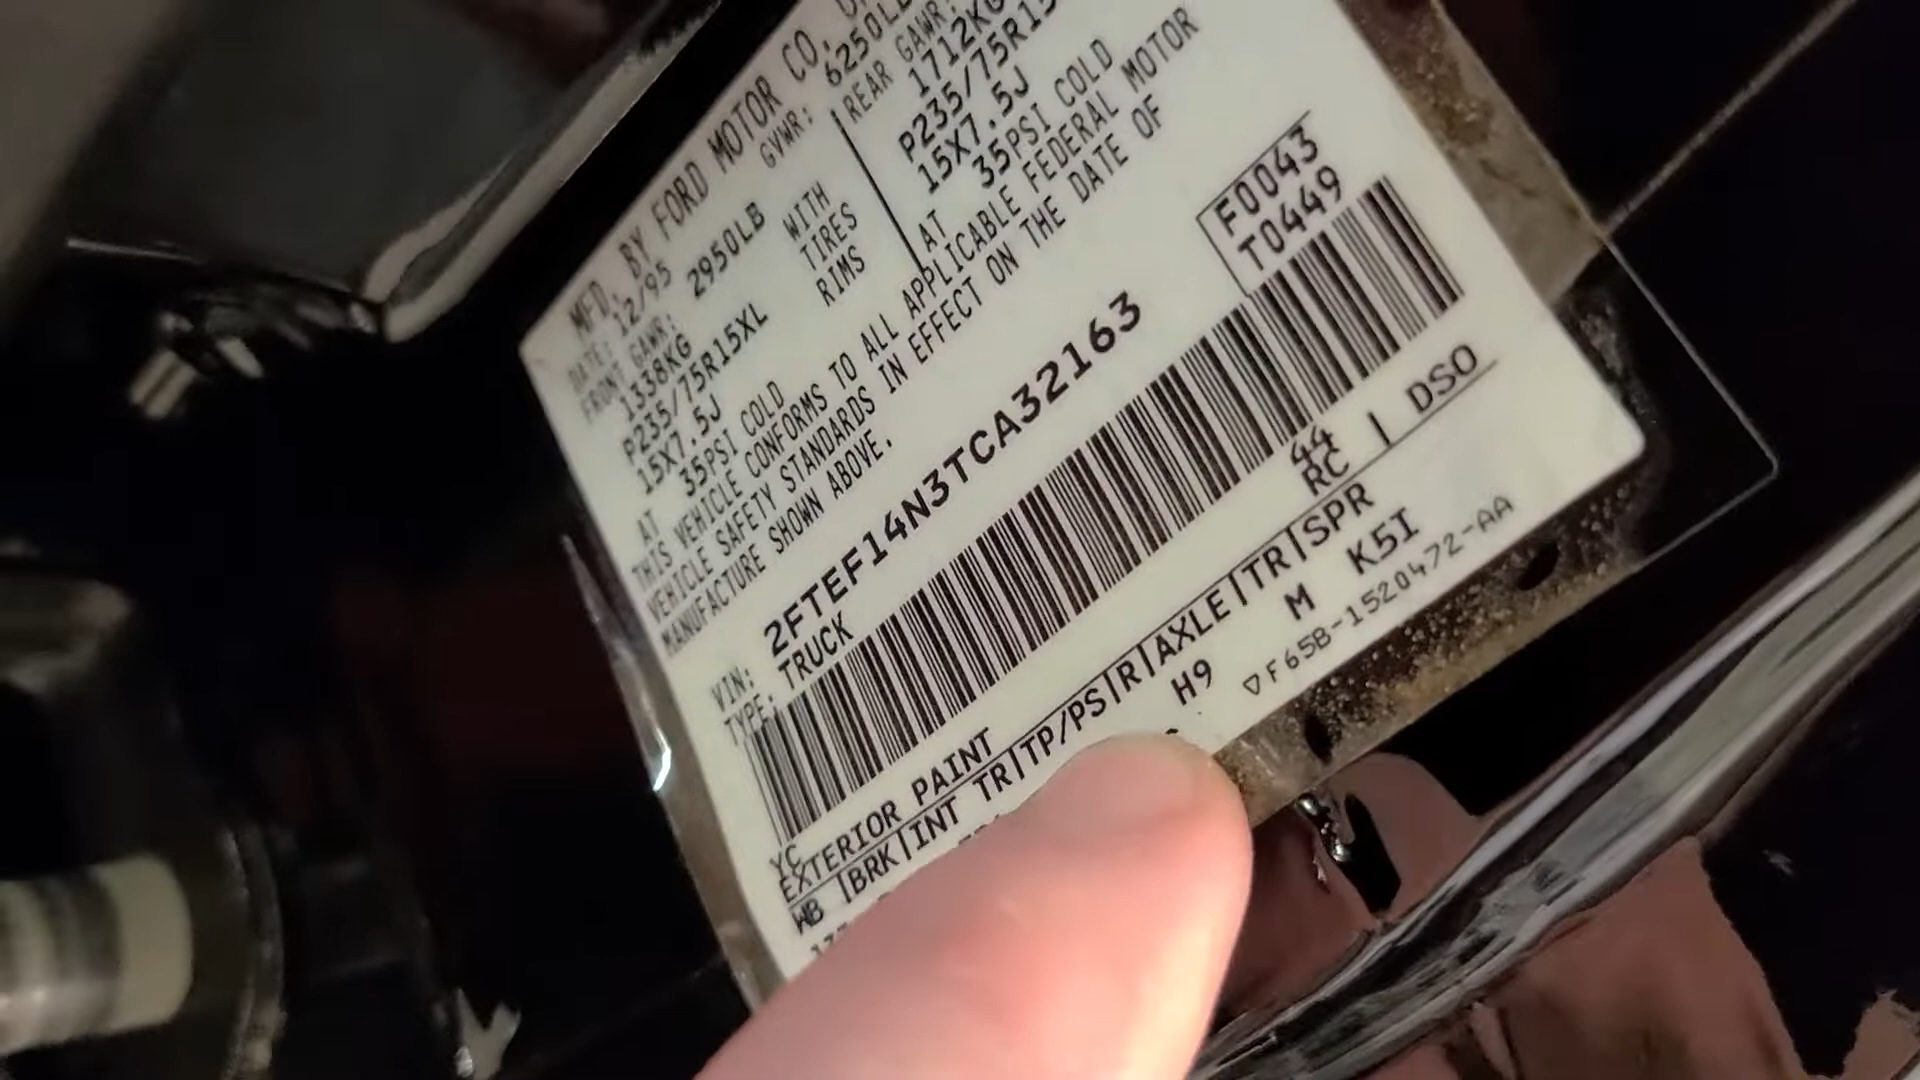 MFD. BY FORD MOTOR CO.
DATE: 12/95 GVWR: 6250LB
FRONT GAWR: 2950LB REAR GAWR:
1338KG WITH 1712KG
P235/75R15XL TIRES P235/75R15
15X7.5J RIMS 15X7.5J
AT 35PSI COLD AT 35PSI COLD
THIS VEHICLE CONFORMS TO ALL APPLICABLE FEDERAL MOTOR
VEHICLE SAFETY STANDARDS IN EFFECT ON THE DATE OF
MANUFACTURE SHOWN ABOVE.
F0043
T0449
VIN: 2FTEF14N3TCA32163
TYPE: TRUCK
YC 44
EXTERIOR PAINT RC | DSO
WB |BRK|INT TR|TP/PS|R|AXLE|TR|SPR
H9 M K5I
▽F65B-1520472-AA